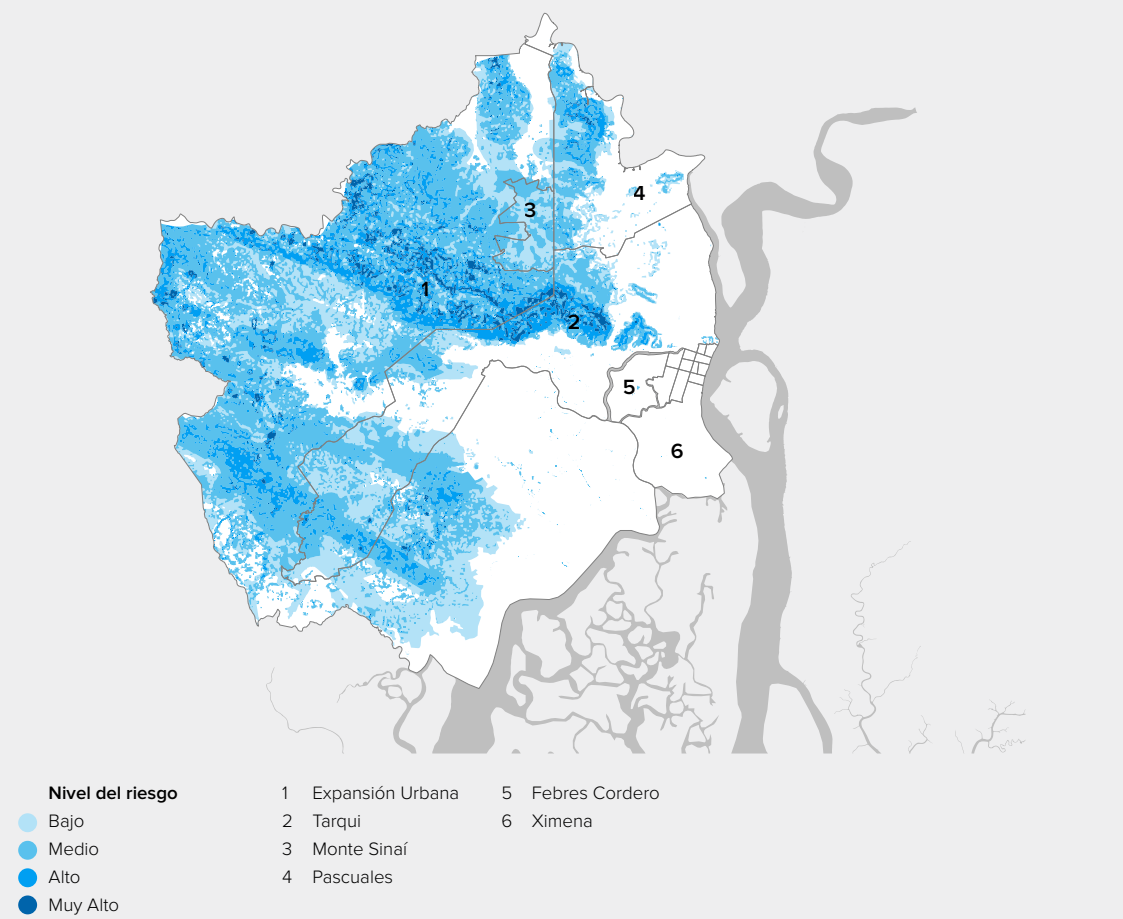 4
3
1
2
5
6
Nivel del riesgo
Bajo
Medio
Alto
Muy Alto
1 Expansión Urbana
2 Tarqui
3 Monte Sinaí
4 Pascuales
5 Febres Cordero
6 Ximena